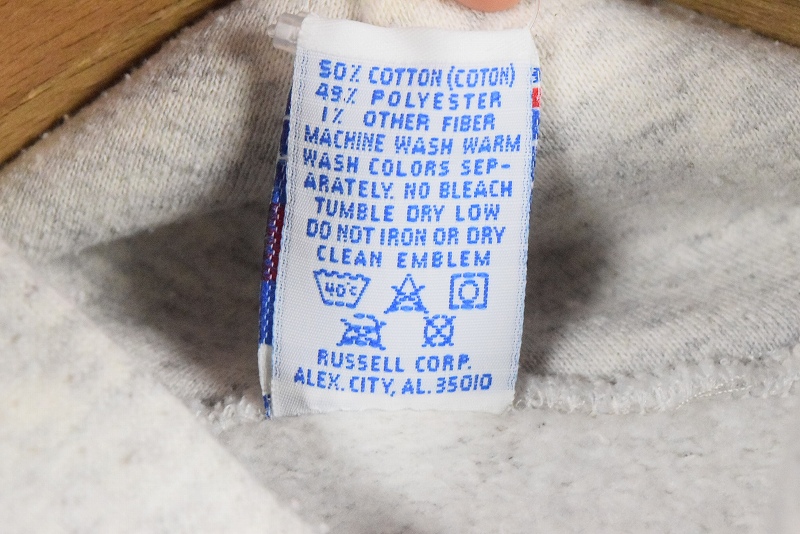 50% COTTON (COTON)
49% POLYESTER
1% OTHER FIBER
MACHINE WASH WARM
WASH COLORS SEP-
ARATELY. NO BLEACH
TUMBLE DRY LOW
DO NOT IRON OR DRY
CLEAN EMBLEM
40°C
RUSSELL CORP.
ALEX. CITY, AL. 35010